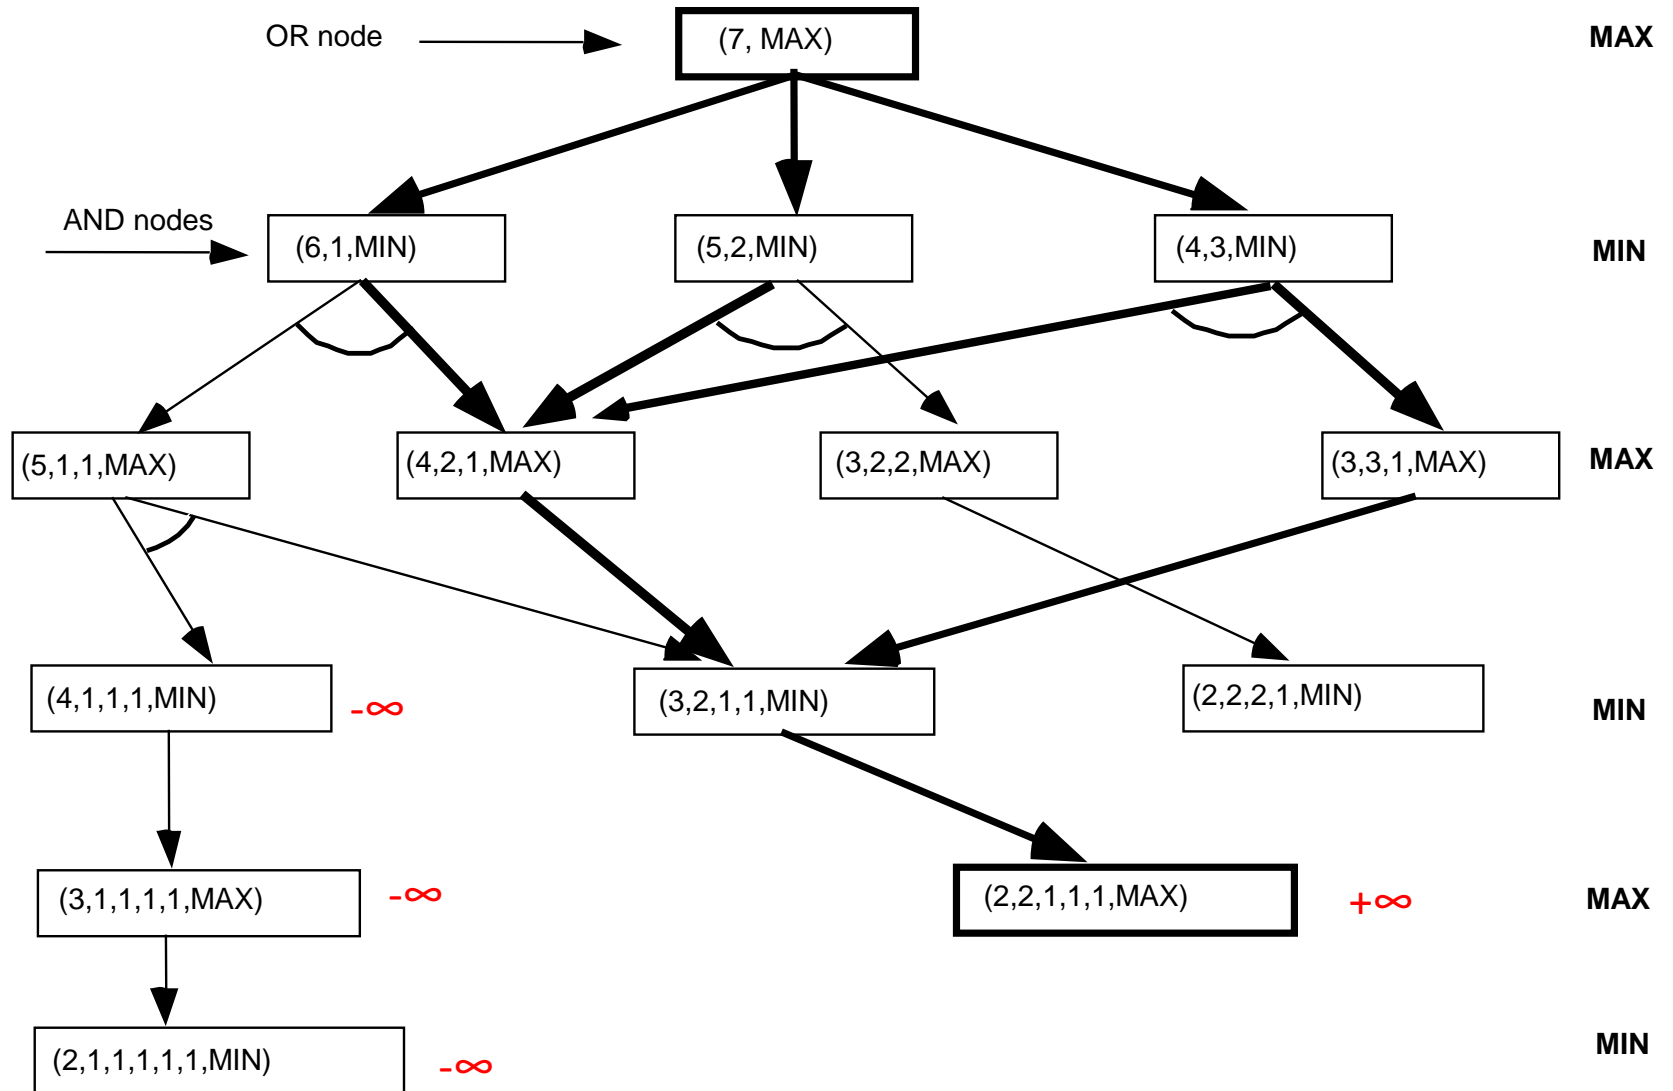 OR node
(7, MAX)
MAX
AND nodes
(6,1,MIN)
(5,2,MIN)
(4,3,MIN)
MIN
(5,1,1,MAX)
(4,2,1,MAX)
(3,2,2,MAX)
(3,3,1,MAX)
MAX
(4,1,1,1,MIN)
-∞
(3,2,1,1,MIN)
(2,2,2,1,MIN)
MIN
(3,1,1,1,1,MAX)
-∞
(2,2,1,1,1,MAX)
+∞
MAX
(2,1,1,1,1,1,MIN)
-∞
MIN